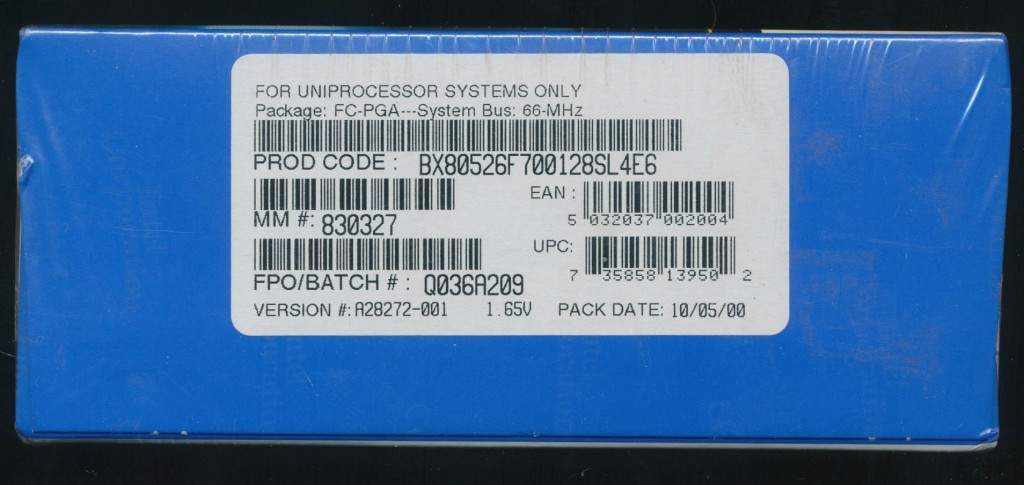 FOR UNIPROCESSOR SYSTEMS ONLY
Package: FC-PGA---System Bus: 66-MHz
PROD CODE : BX80526F700128SL4E6
EAN :
5 032037 002004
MM #: 830327
UPC:
7 35858 13950 2
FPO/BATCH # : Q036A209
VERSION #: A28272-001 1.65V PACK DATE: 10/05/00